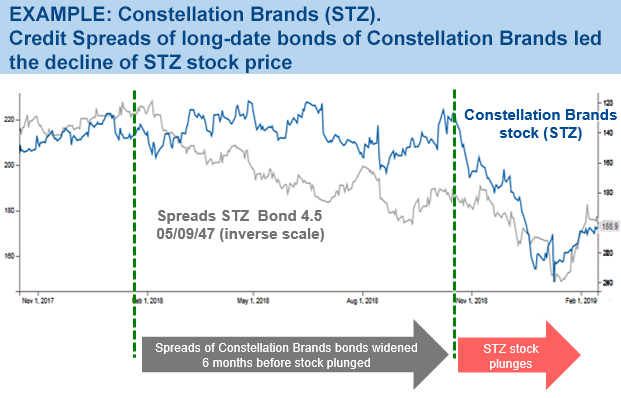 EXAMPLE: Constellation Brands (STZ).
Credit Spreads of long-date bonds of Constellation Brands led
the decline of STZ stock price
220
200
180
160
120
140
160
180
188.9
240
Constellation Brands
stock (STZ)
Spreads STZ Bond 4.5
05/09/47 (inverse scale)
Nov 1, 2017
Feb 1, 2018
May 1, 2018
Aug 1, 2018
Nov 1, 2018
Feb 1, 2019
Spreads of Constellation Brands bonds widened
6 months before stock plunged
STZ stock
plunges